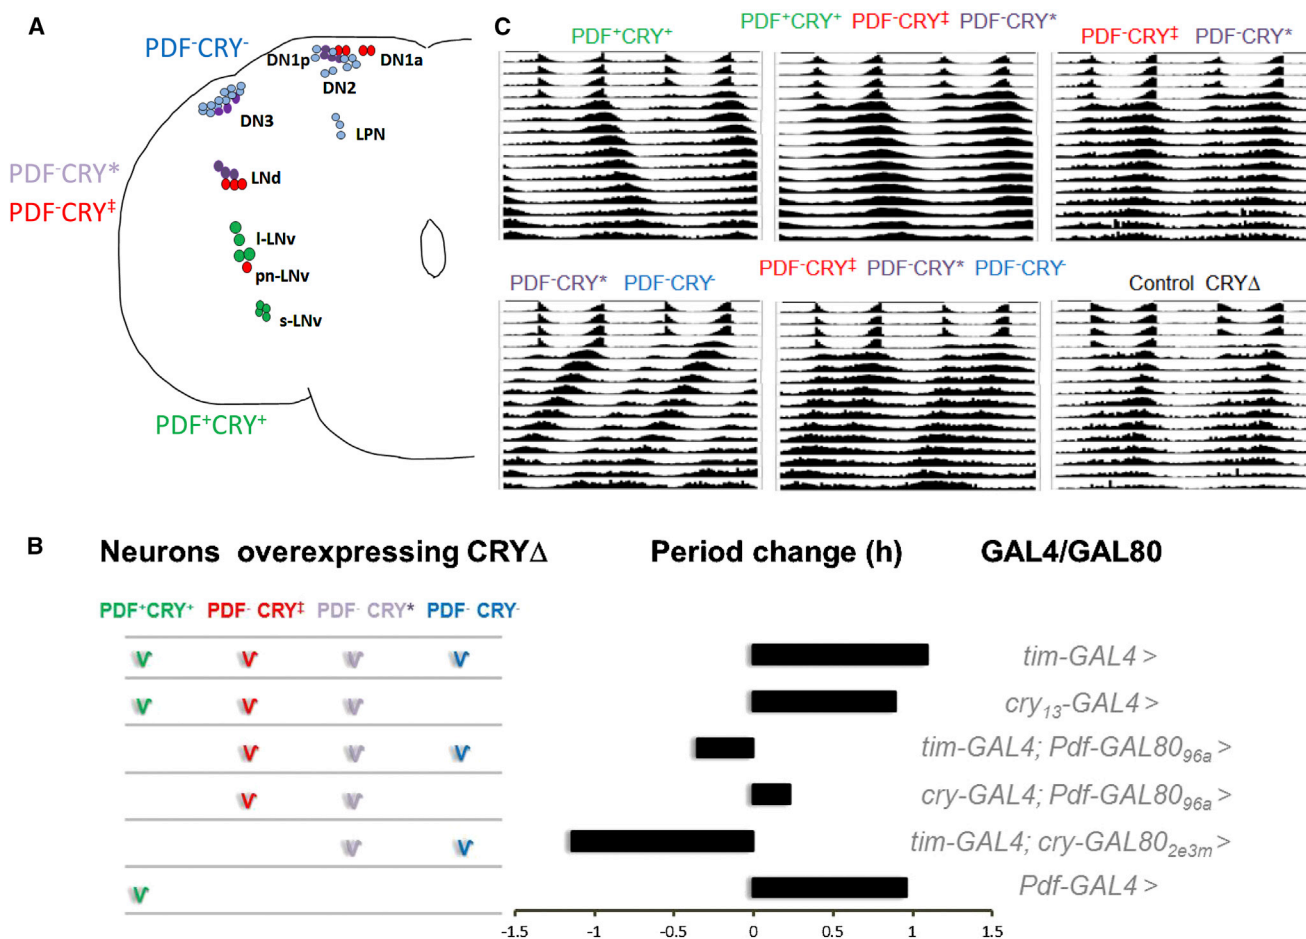 A
PDF⁻CRY⁻
DN1p
DN1a
DN2
DN3
LPN
PDF⁻CRY*
PDF⁻CRY‡
LNd
l-LNv
pn-LNv
s-LNv
PDF⁺CRY⁺
C
PDF⁺CRY⁺
PDF⁺CRY⁺ PDF⁻CRY‡ PDF⁻CRY*
PDF⁻CRY‡ PDF⁻CRY*
PDF⁻CRY* PDF⁻CRY⁻
PDF⁻CRY‡ PDF⁻CRY* PDF⁻CRY⁻
Control CRYΔ
B
Neurons overexpressing CRYΔ
Period change (h)
GAL4/GAL80
PDF⁺CRY⁺ PDF⁻ CRY‡ PDF⁻ CRY* PDF⁻ CRY⁻
tim-GAL4 >
cry₁₃-GAL4 >
tim-GAL4; Pdf-GAL80₉₆ₐ >
cry-GAL4; Pdf-GAL80₉₆ₐ >
tim-GAL4; cry-GAL80₂ₑ₃ₘ >
Pdf-GAL4 >
-1.5 -1 -0.5 0 0.5 1 1.5